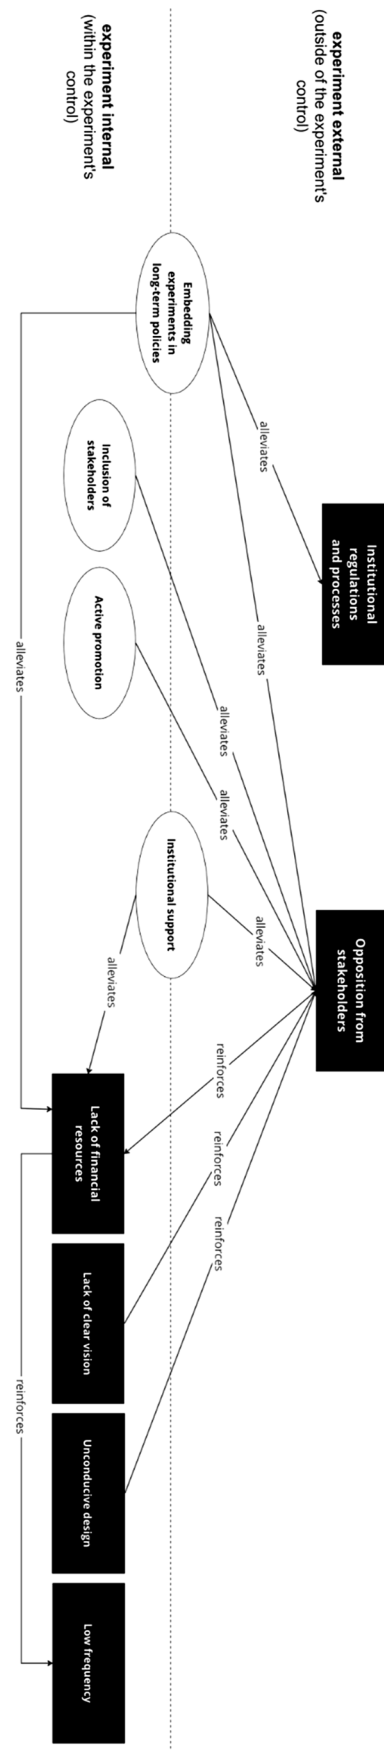 experiment external
(outside of the experiment's
control)
experiment internal
(within the experiment's
control)
Embedding
experiments in
long-term policies
Inclusion of
stakeholders
Active promotion
Institutional support
Institutional
regulations
and processes
Opposition from
stakeholders
Lack of financial
resources
Lack of clear vision
Unconducive design
Low frequency
alleviates
alleviates
alleviates
alleviates
alleviates
alleviates
alleviates
reinforces
reinforces
reinforces
reinforces